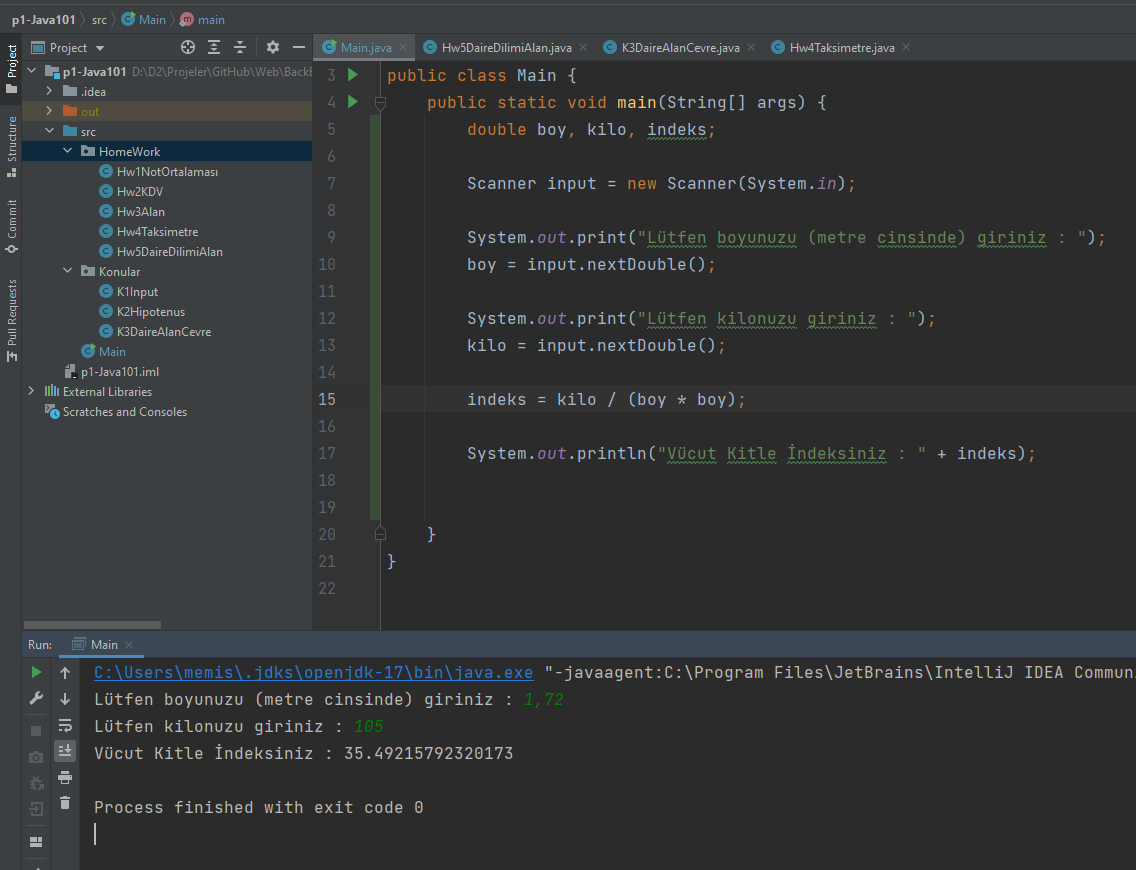 p1-Java101 src Main main
Project
Main.java Hw5DaireDilimiAlan.java K3DaireAlanCevre.java Hw4Taksimetre.java
Project
Structure
Commit
Pull Requests
p1-Java101 D:\D2\Projeler\GitHub\Web\BackE
.idea
out
src
HomeWork
Hw1NotOrtalaması
Hw2KDV
Hw3Alan
Hw4Taksimetre
Hw5DaireDilimiAlan
Konular
K1Input
K2Hipotenus
K3DaireAlanCevre
Main
p1-Java101.iml
External Libraries
Scratches and Consoles
3 public class Main {
4 public static void main(String[] args) {
5 double boy, kilo, indeks;
6
7 Scanner input = new Scanner(System.in);
8
9 System.out.print("Lütfen boyunuzu (metre cinsinde) giriniz : ");
10 boy = input.nextDouble();
11
12 System.out.print("Lütfen kilonuzu giriniz : ");
13 kilo = input.nextDouble();
14
15 indeks = kilo / (boy * boy);
16
17 System.out.println("Vücut Kitle İndeksiniz : " + indeks);
18
19
20 }
21 }
22
Run: Main
C:\Users\memis\.jdks\openjdk-17\bin\java.exe "-javaagent:C:\Program Files\JetBrains\IntelliJ IDEA Communi
Lütfen boyunuzu (metre cinsinde) giriniz : 1,72
Lütfen kilonuzu giriniz : 105
Vücut Kitle İndeksiniz : 35.49215792320173
Process finished with exit code 0